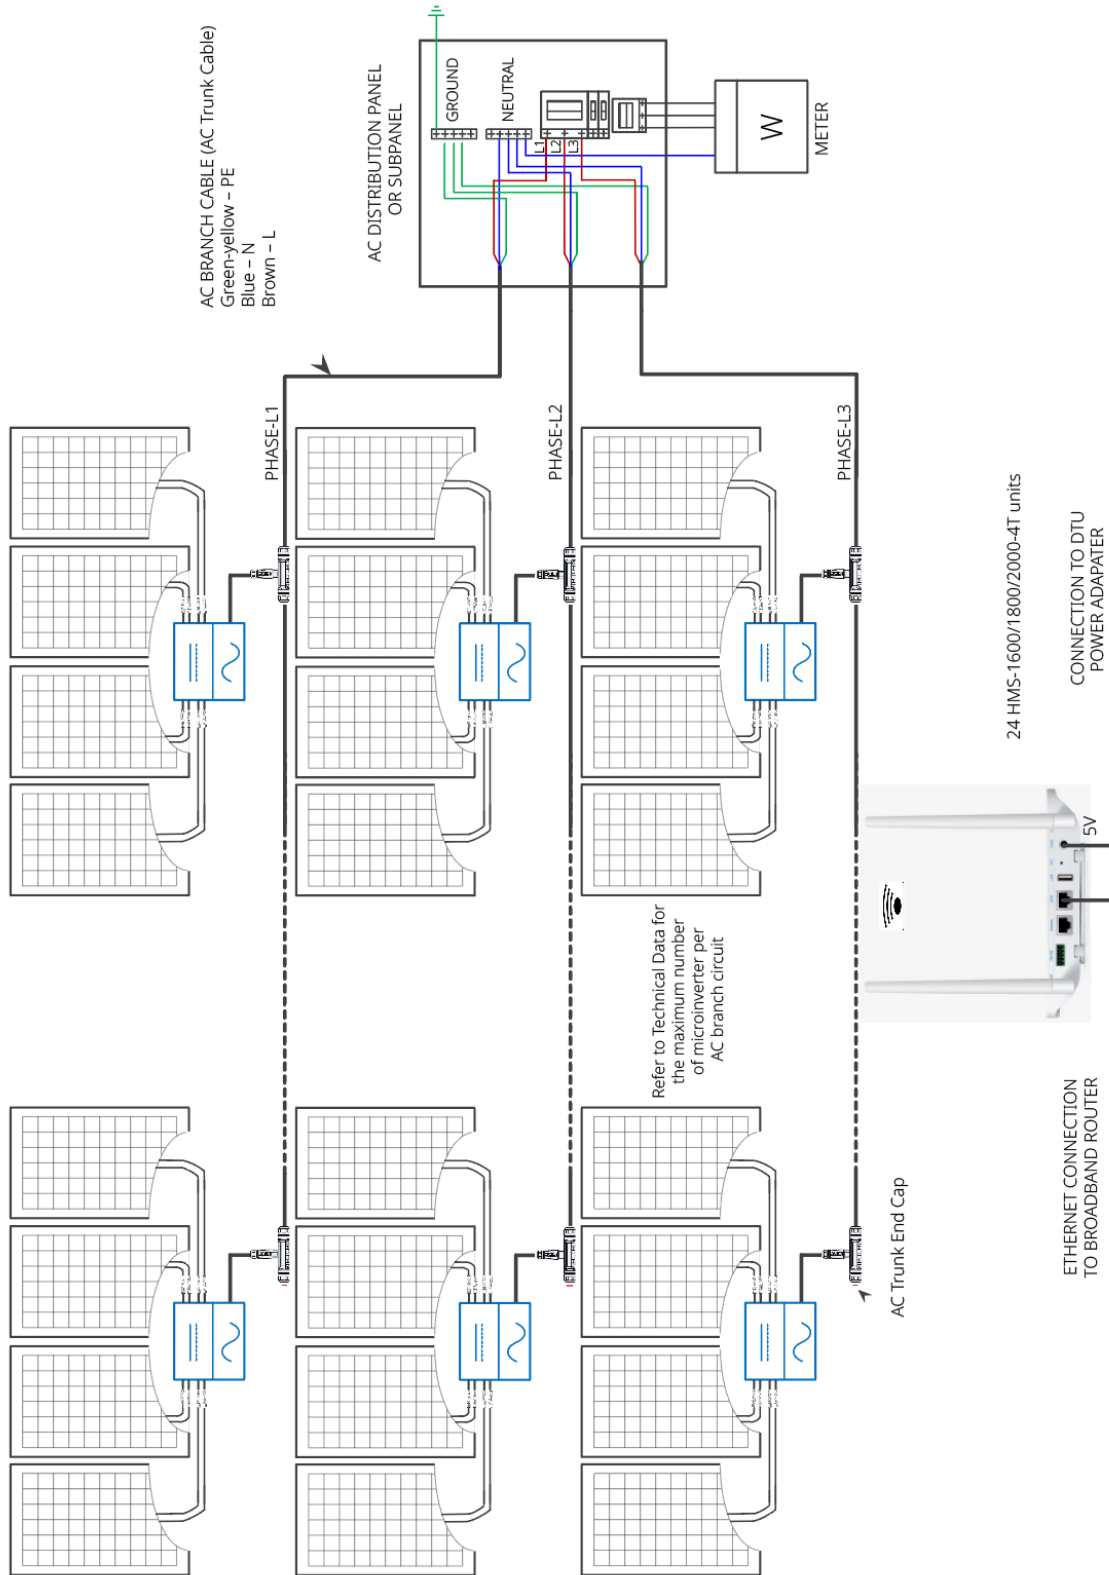 AC BRANCH CABLE (AC Trunk Cable)
Green-yellow – PE
Blue – N
Brown – L
AC DISTRIBUTION PANEL
OR SUBPANEL
GROUND
NEUTRAL
L1
L2
L3
W
METER
PHASE-L1
PHASE-L2
PHASE-L3
Refer to Technical Data for
the maximum number
of microinverter per
AC branch circuit
24 HMS-1600/1800/2000-4T units
CONNECTION TO DTU
POWER ADAPATER
5V
AC Trunk End Cap
ETHERNET CONNECTION
TO BROADBAND ROUTER